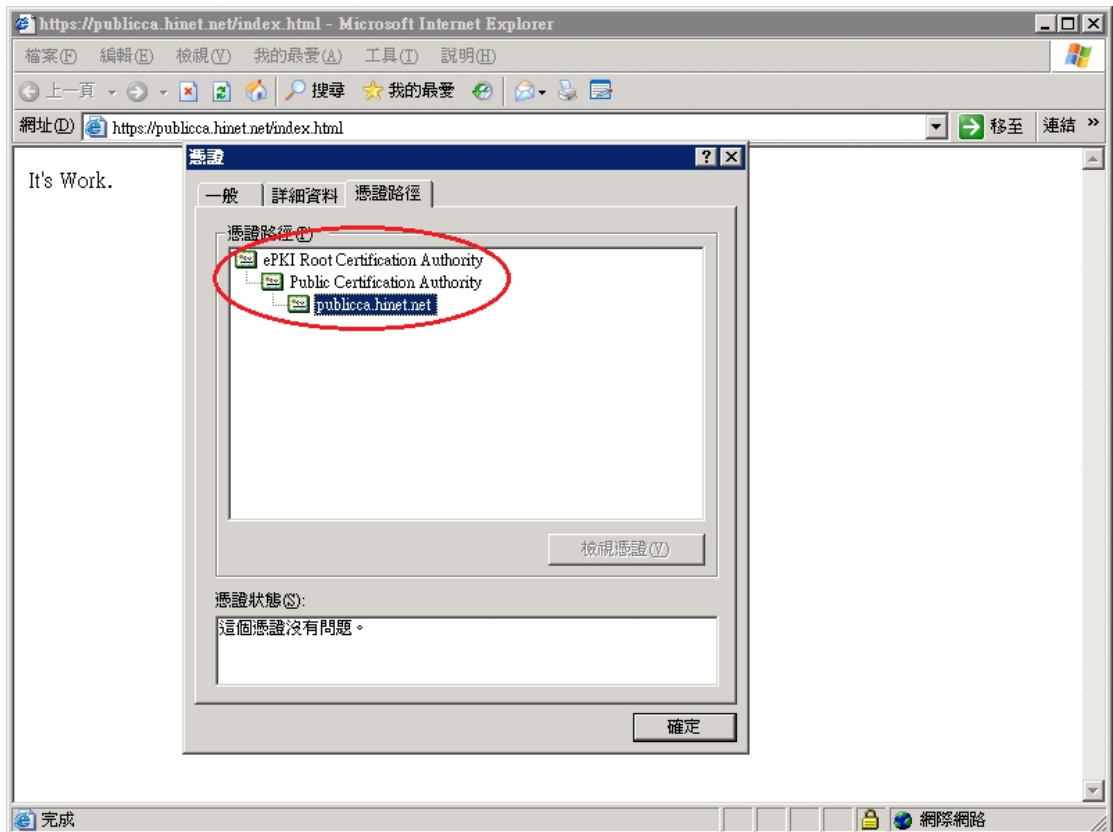 https://publicca.hinet.net/index.html - Microsoft Internet Explorer
檔案(F) 編輯(E) 檢視(V) 我的最愛(A) 工具(T) 說明(H)
上一頁 搜尋 我的最愛
網址(D) https://publicca.hinet.net/index.html 移至 連結 »
It's Work.
憑證
一般 詳細資料 憑證路徑
憑證路徑(P)
ePKI Root Certification Authority
Public Certification Authority
publicca.hinet.net
檢視憑證(V)
憑證狀態(S):
這個憑證沒有問題。
確定
完成 網際網路